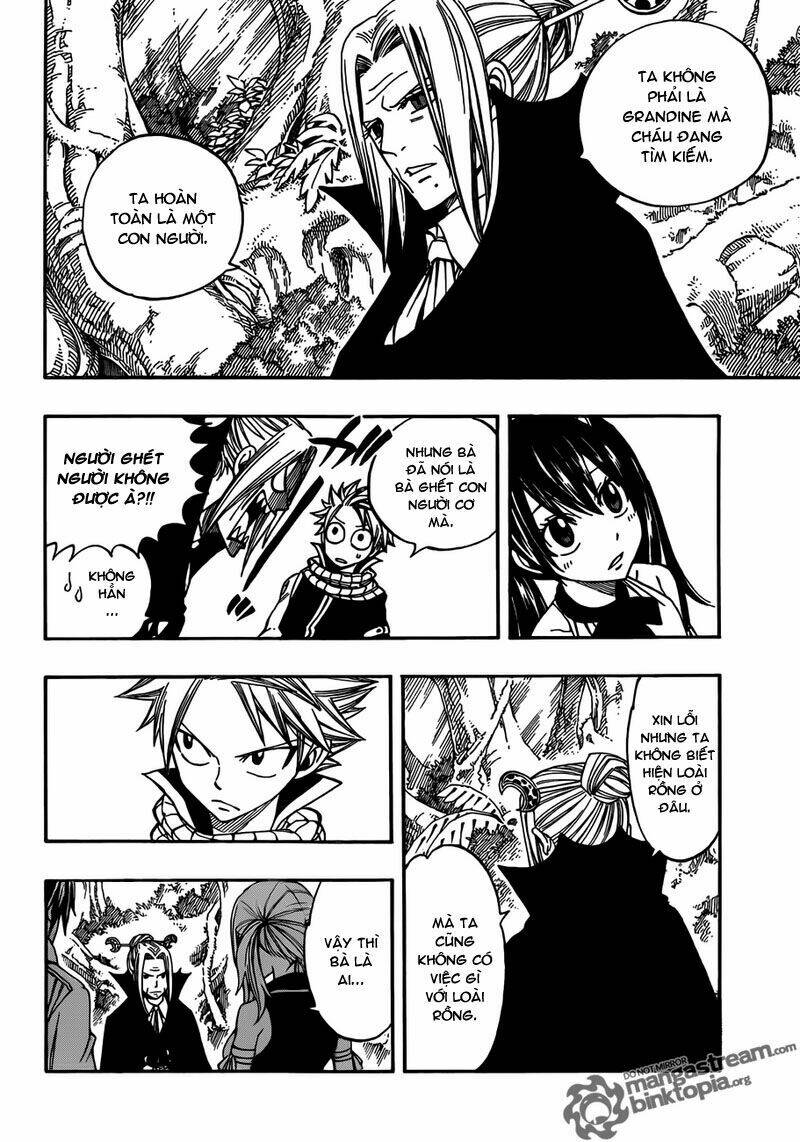 TA KHÔNG
PHẢI LÀ
GRANDINE MÀ
CHÁU ĐANG
TÌM KIẾM.
TA HOÀN
TOÀN LÀ MỘT
CON NGƯỜI.
NHƯNG BÀ
ĐÃ NÓI LÀ
BÀ GHÉT CON
NGƯỜI CƠ
MÀ.
NGƯỜI GHÉT
NGƯỜI KHÔNG
ĐƯỢC À?!!
KHÔNG
HẲN
...
XIN LỖI
NHƯNG TA
KHÔNG BIẾT
HIỆN LOÀI
RỒNG Ở
ĐÂU.
MÀ TA
CŨNG
KHÔNG CÓ
VIỆC GÌ
VỚI LOÀI
RỒNG.
VẬY THÌ
BÀ LÀ
AI...
DO NOT MIRROR
mangastream.com
binktopia.org